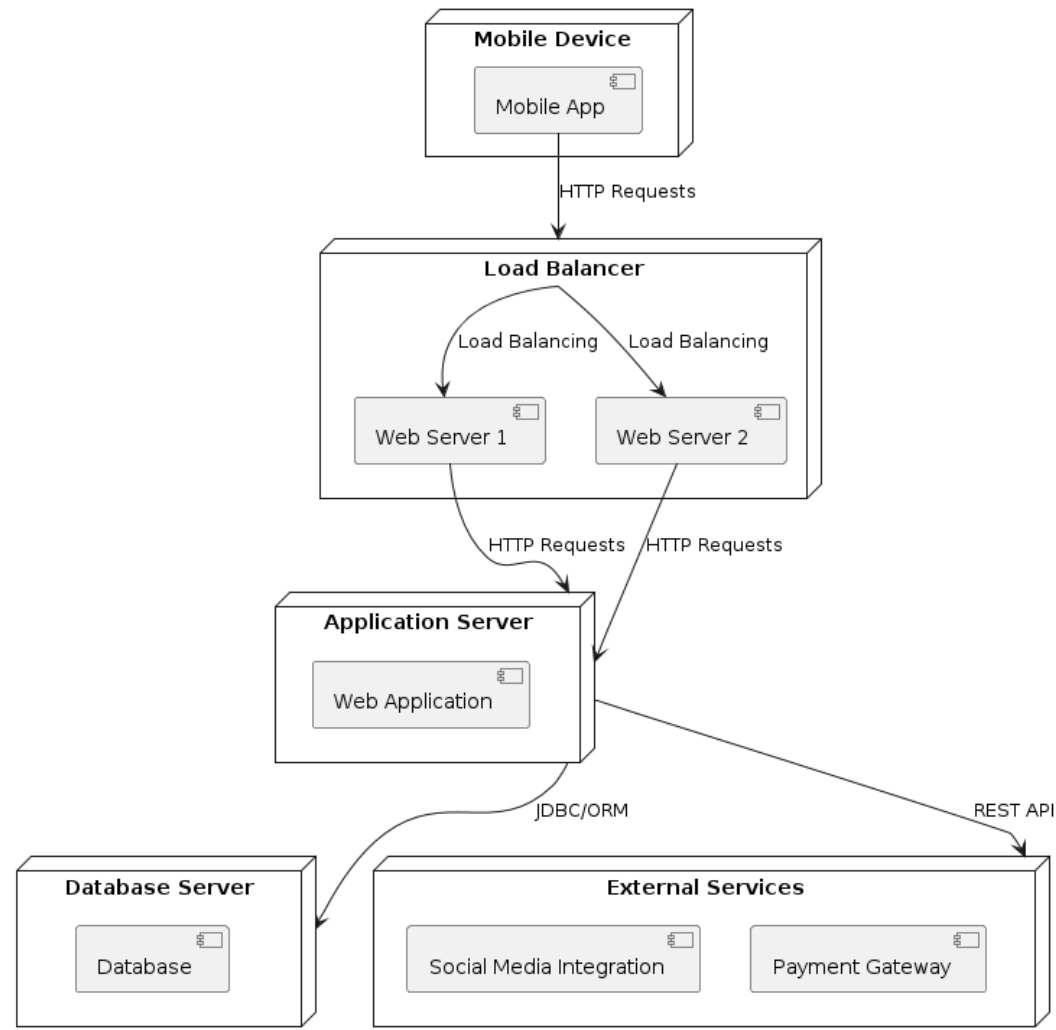 Mobile Device
Mobile App
HTTP Requests
Load Balancer
Load Balancing
Load Balancing
Web Server 1
Web Server 2
HTTP Requests
HTTP Requests
Application Server
Web Application
JDBC/ORM
REST API
Database Server
External Services
Database
Social Media Integration
Payment Gateway